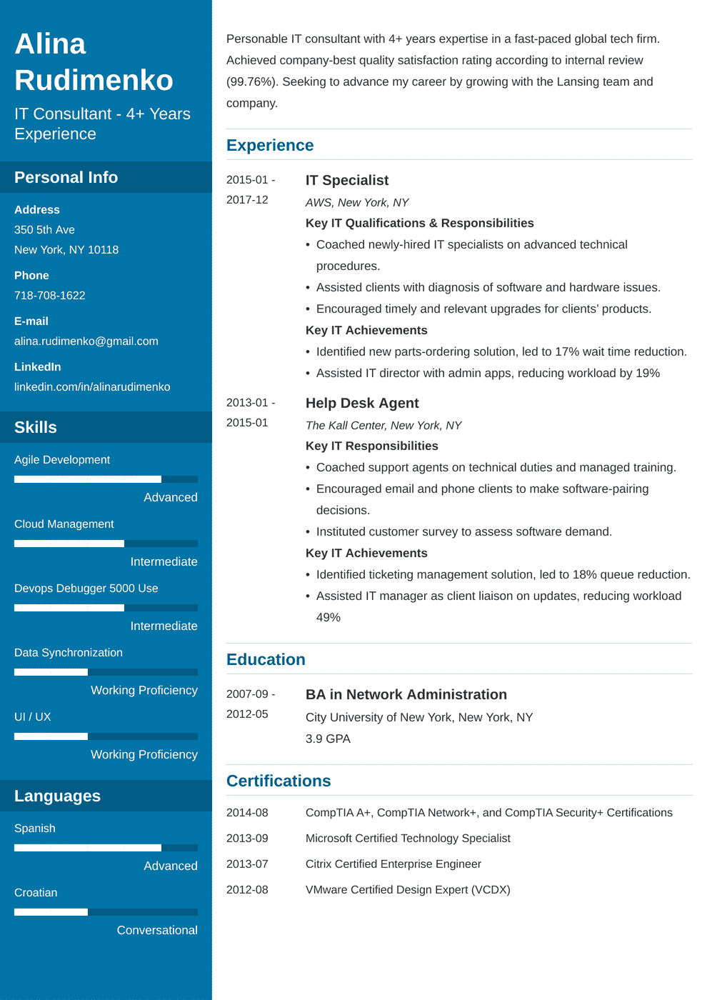 Alina
Rudimenko
IT Consultant - 4+ Years
Experience
Personal Info
Address
350 5th Ave
New York, NY 10118
Phone
718-708-1622
E-mail
alina.rudimenko@gmail.com
LinkedIn
linkedin.com/in/alinarudimenko
Skills
Agile Development
Advanced
Cloud Management
Intermediate
Devops Debugger 5000 Use
Intermediate
Data Synchronization
Working Proficiency
UI / UX
Working Proficiency
Languages
Spanish
Advanced
Croatian
Conversational
Personable IT consultant with 4+ years expertise in a fast-paced global tech firm.
Achieved company-best quality satisfaction rating according to internal review
(99.76%). Seeking to advance my career by growing with the Lansing team and
company.
Experience
2015-01 -
2017-12
IT Specialist
AWS, New York, NY
Key IT Qualifications & Responsibilities
• Coached newly-hired IT specialists on advanced technical
procedures.
• Assisted clients with diagnosis of software and hardware issues.
• Encouraged timely and relevant upgrades for clients’ products.
Key IT Achievements
• Identified new parts-ordering solution, led to 17% wait time reduction.
• Assisted IT director with admin apps, reducing workload by 19%
2013-01 -
2015-01
Help Desk Agent
The Kall Center, New York, NY
Key IT Responsibilities
• Coached support agents on technical duties and managed training.
• Encouraged email and phone clients to make software-pairing
decisions.
• Instituted customer survey to assess software demand.
Key IT Achievements
• Identified ticketing management solution, led to 18% queue reduction.
• Assisted IT manager as client liaison on updates, reducing workload
49%
Education
2007-09 -
2012-05
BA in Network Administration
City University of New York, New York, NY
3.9 GPA
Certifications
2014-08 CompTIA A+, CompTIA Network+, and CompTIA Security+ Certifications
2013-09 Microsoft Certified Technology Specialist
2013-07 Citrix Certified Enterprise Engineer
2012-08 VMware Certified Design Expert (VCDX)